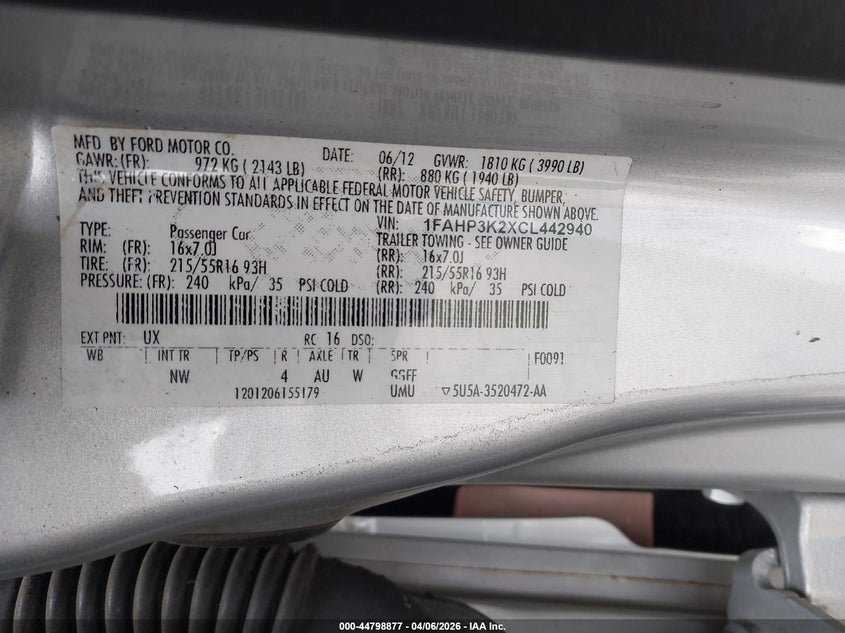 MFD. BY FORD MOTOR CO.
DATE: 06/12 GVWR: 1810 KG ( 3990 LB)
GAWR: (FR): 972 KG ( 2143 LB) (RR): 880 KG ( 1940 LB)
THIS VEHICLE CONFORMS TO ALL APPLICABLE FEDERAL MOTOR VEHICLE SAFETY, BUMPER,
AND THEFT PREVENTION STANDARDS IN EFFECT ON THE DATE OF MANUFACTURE SHOWN ABOVE.
VIN: 1FAHP3K2XCL442940
TYPE: Passenger Car TRAILER TOWING - SEE OWNER GUIDE
RIM: (FR): 16x7.0J (RR): 16x7.0J
TIRE: (FR): 215/55R16 93H (RR): 215/55R16 93H
PRESSURE: (FR): 240 kPa/ 35 PSI COLD (RR): 240 kPa/ 35 PSI COLD
EXT PNT: UX RC 16 DSO:
WB INT TR TP/PS R AXLE TR SPR F0091
NW 4 AU W GGFF
1201206155179 UMU ▽5U5A-3520472-AA
000-44798877 - 04/06/2026 - IAA Inc.